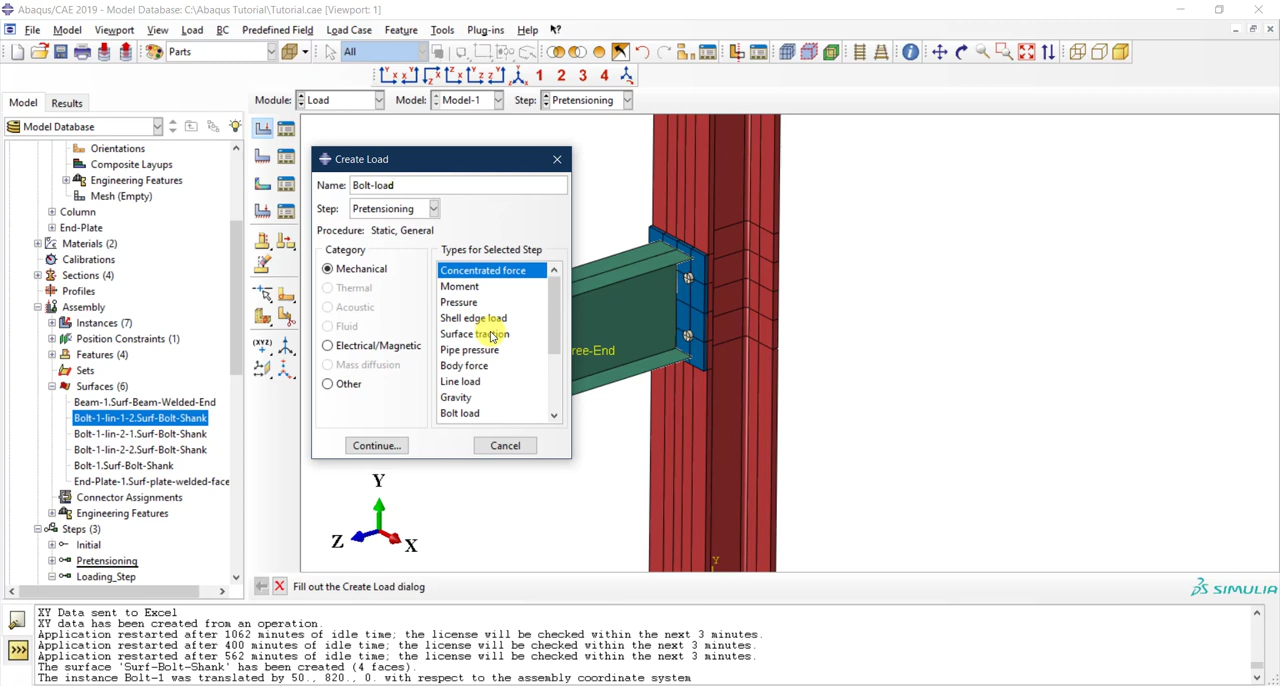 Abaqus/CAE 2019 - Model Database: C:\Abaqus Tutorial\Tutorial.cae [Viewport: 1]
File Model Viewport View Load BC Predefined Field Load Case Feature Tools Plug-ins Help
Parts All
1 2 3 4
Model Results Module: Load Model: Model-1 Step: Pretensioning
Model Database
Orientations
Composite Layups
Engineering Features
Mesh (Empty)
Column
End-Plate
Materials (2)
Calibrations
Sections (4)
Profiles
Assembly
Instances (7)
Position Constraints (1)
Features (4)
Sets
Surfaces (6)
Beam-1.Surf-Beam-Welded-End
Bolt-1-lin-1-2.Surf-Bolt-Shank
Bolt-1-lin-2-1.Surf-Bolt-Shank
Bolt-1-lin-2-2.Surf-Bolt-Shank
Bolt-1.Surf-Bolt-Shank
End-Plate-1.Surf-plate-welded-face
Connector Assignments
Engineering Features
Steps (3)
Initial
Pretensioning
Loading_Step
(XYZ)
Create Load
Name: Bolt-load
Step: Pretensioning
Procedure: Static, General
Category
Mechanical
Thermal
Acoustic
Fluid
Electrical/Magnetic
Mass diffusion
Other
Types for Selected Step
Concentrated force
Moment
Pressure
Shell edge load
Surface traction
Pipe pressure
Body force
Line load
Gravity
Bolt load
Continue... Cancel
ree-End
Y
Z
X
Y
Fill out the Create Load dialog
SIMULIA
XY Data sent to Excel
XY data has been created from an operation.
Application restarted after 1062 minutes of idle time; the license will be checked within the next 3 minutes.
Application restarted after 400 minutes of idle time; the license will be checked within the next 3 minutes.
Application restarted after 562 minutes of idle time; the license will be checked within the next 3 minutes.
The surface 'Surf-Bolt-Shank' has been created (4 faces).
The instance Bolt-1 was translated by 50., 820., 0. with respect to the assembly coordinate system
>>>